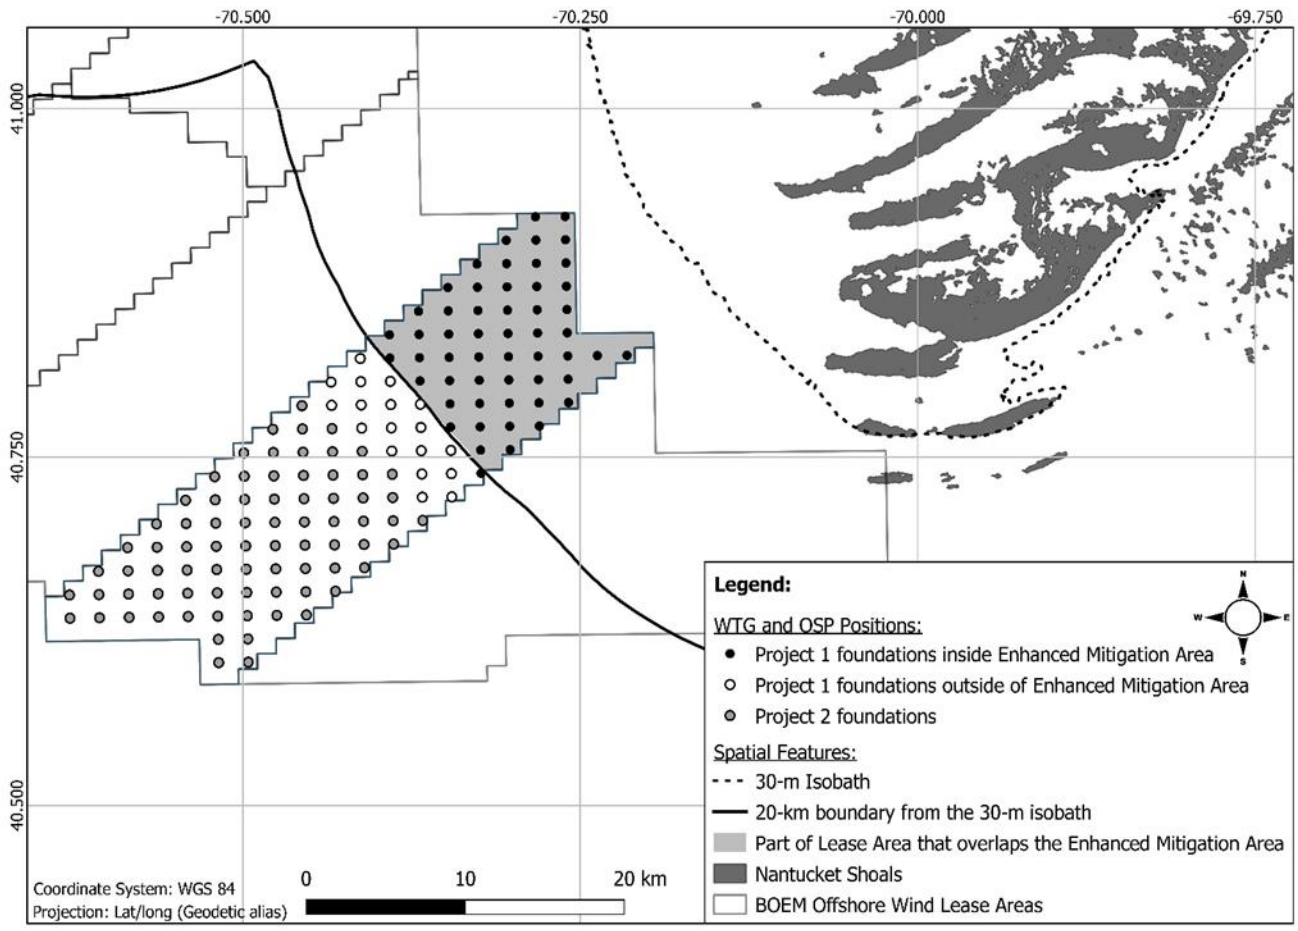 -70.500 -70.250 -70.000 -69.750
41.000
40.750
40.500
Legend:
WTG and OSP Positions:
Project 1 foundations inside Enhanced Mitigation Area
Project 1 foundations outside of Enhanced Mitigation Area
Project 2 foundations
N
W E
S
Spatial Features:
30-m Isobath
20-km boundary from the 30-m isobath
Part of Lease Area that overlaps the Enhanced Mitigation Area
Nantucket Shoals
BOEM Offshore Wind Lease Areas
Coordinate System: WGS 84
Projection: Lat/long (Geodetic alias)
0 10 20 km